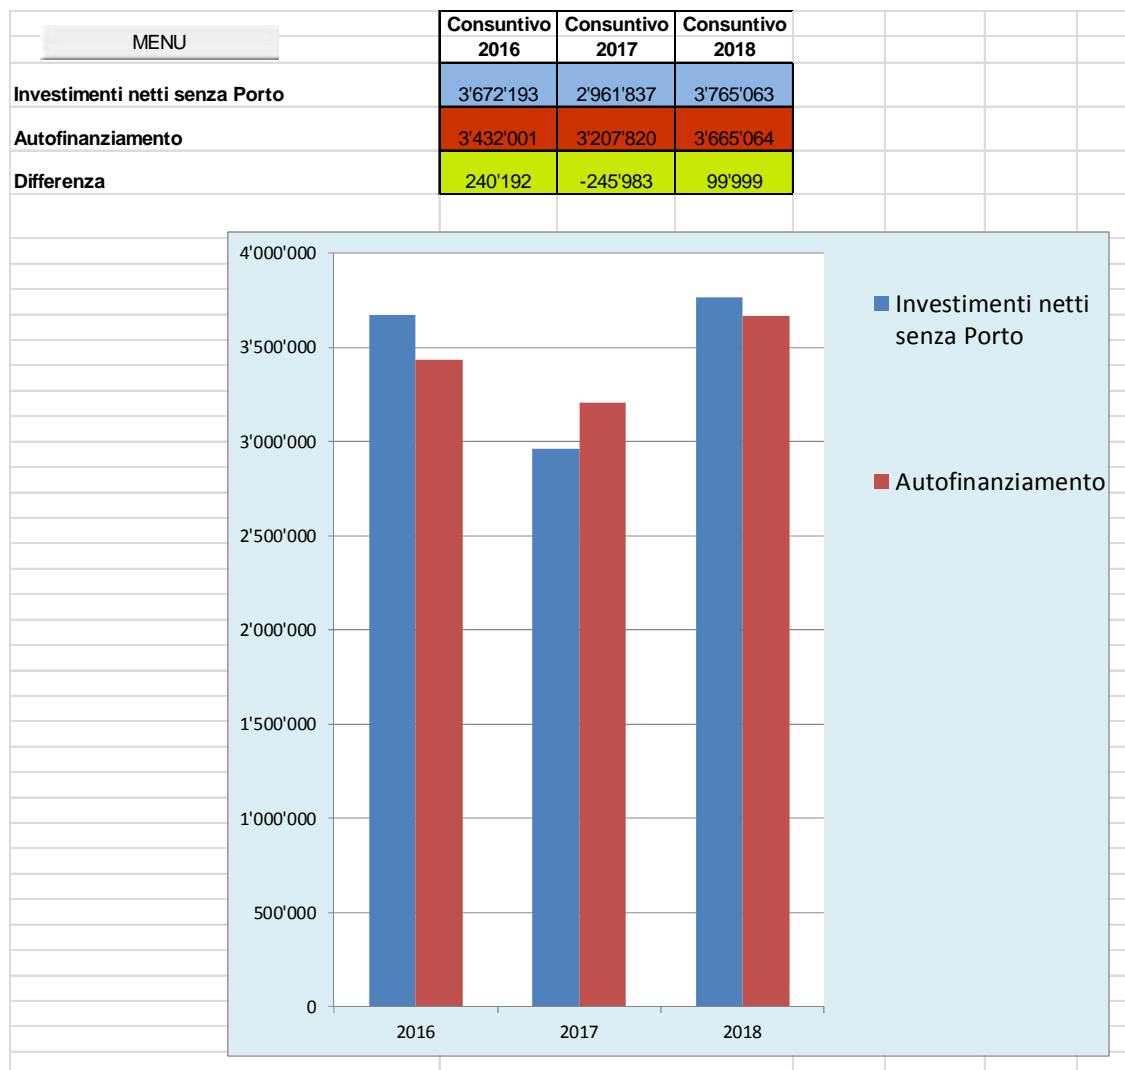 MENU
Consuntivo Consuntivo Consuntivo
2016 2017 2018
Investimenti netti senza Porto 3'672'193 2'961'837 3'765'063
Autofinanziamento 3'432'001 3'207'820 3'665'064
Differenza 240'192 -245'983 99'999
4'000'000
3'500'000
3'000'000
2'500'000
2'000'000
1'500'000
1'000'000
500'000
0
2016 2017 2018
Investimenti netti
senza Porto
Autofinanziamento